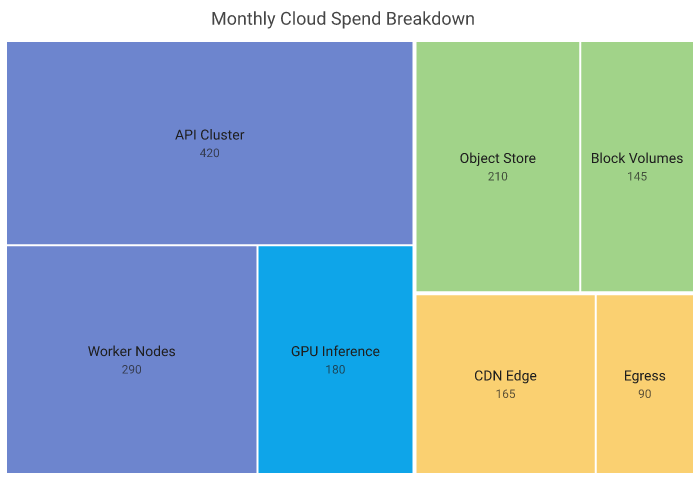 Monthly Cloud Spend Breakdown
API Cluster
420
Worker Nodes
290
GPU Inference
180
Object Store
210
Block Volumes
145
CDN Edge
165
Egress
90